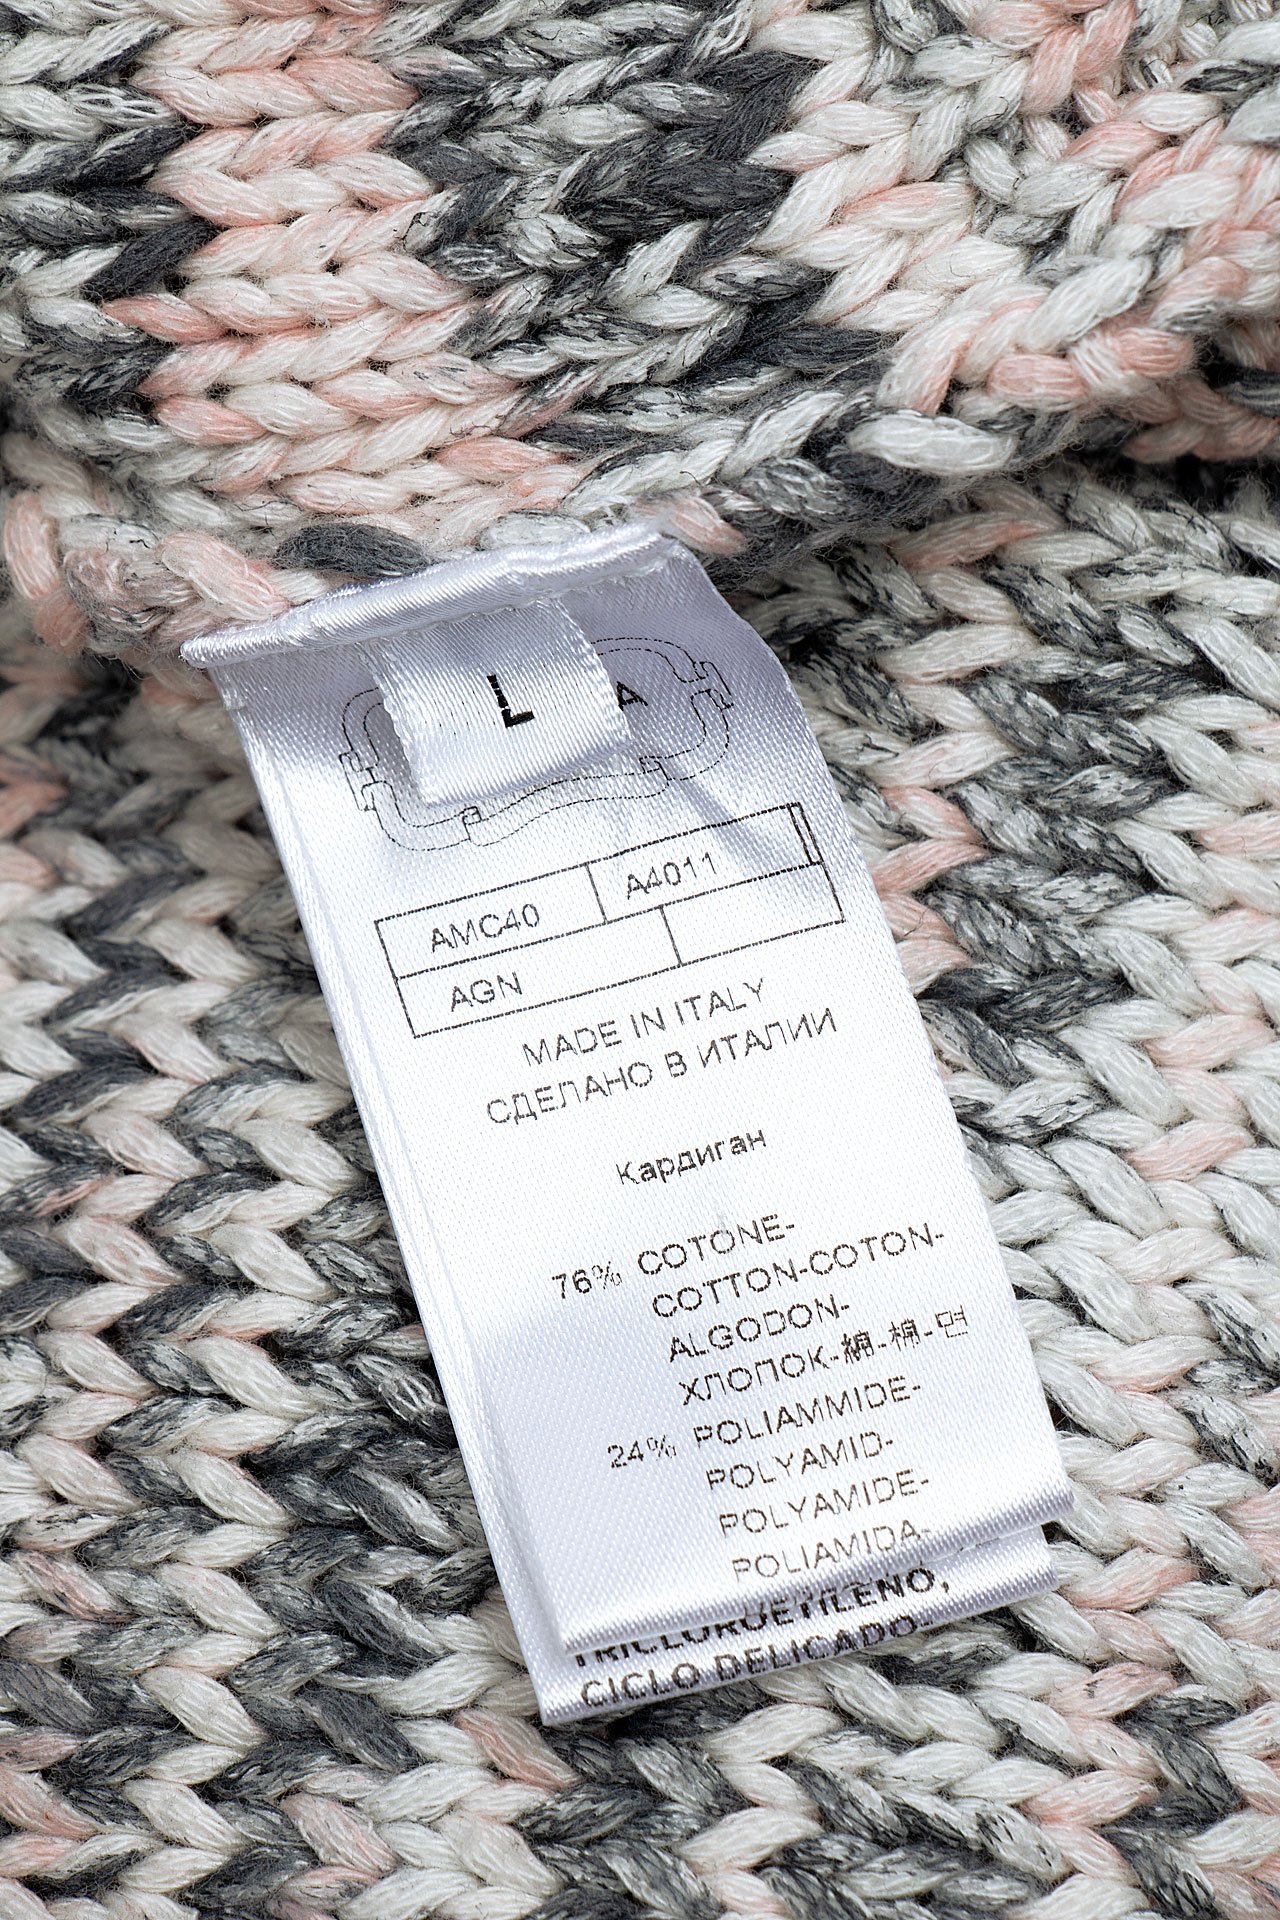 L
A
AMC40 A4011
AGN
MADE IN ITALY
СДЕЛАНО В ИТАЛИИ
Кардиган
76% COTONE-
COTTON-COTON-
ALGODON-
ХЛОПОК-綿-棉-면
24% POLIAMMIDE-
POLYAMID-
POLYAMIDE-
POLIAMIDA-
TRICLORUETILENO,
CICLO DELICADO-